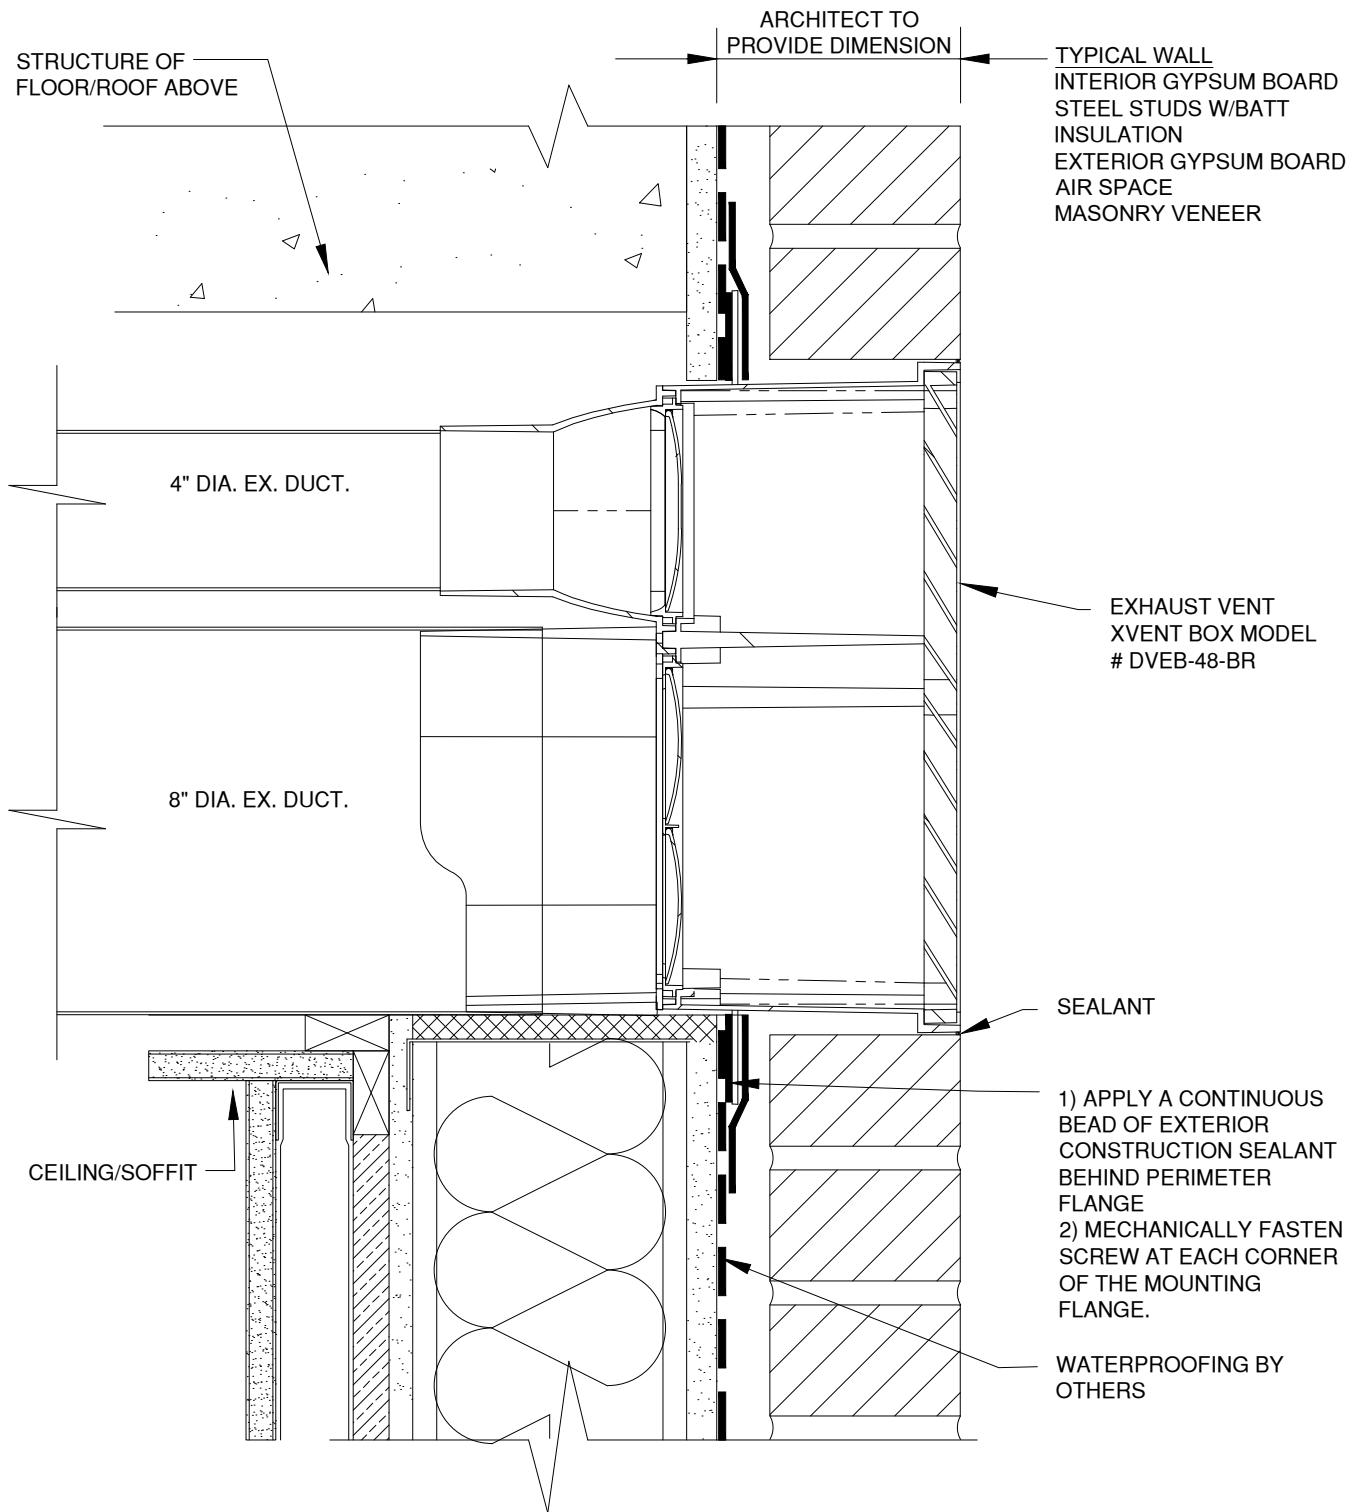 ARCHITECT TO
PROVIDE DIMENSION
STRUCTURE OF
FLOOR/ROOF ABOVE
TYPICAL WALL
INTERIOR GYPSUM BOARD
STEEL STUDS W/BATT
INSULATION
EXTERIOR GYPSUM BOARD
AIR SPACE
MASONRY VENEER
4" DIA. EX. DUCT.
EXHAUST VENT
XVENT BOX MODEL
# DVEB-48-BR
8" DIA. EX. DUCT.
SEALANT
1) APPLY A CONTINUOUS
BEAD OF EXTERIOR
CONSTRUCTION SEALANT
BEHIND PERIMETER
FLANGE
2) MECHANICALLY FASTEN
SCREW AT EACH CORNER
OF THE MOUNTING
FLANGE.
CEILING/SOFFIT
WATERPROOFING BY
OTHERS